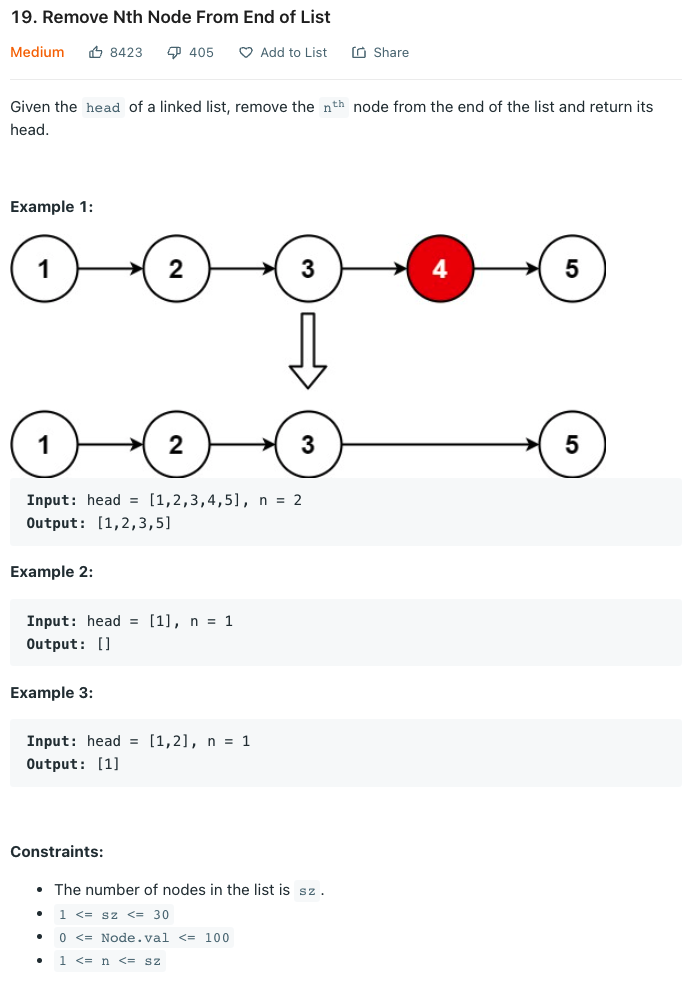 19. Remove Nth Node From End of List
Medium 8423 405 Add to List Share
Given the head of a linked list, remove the nth node from the end of the list and return its
head.
Example 1:
1 2 3 4 5
1 2 3 5
Input: head = [1,2,3,4,5], n = 2
Output: [1,2,3,5]
Example 2:
Input: head = [1], n = 1
Output: []
Example 3:
Input: head = [1,2], n = 1
Output: [1]
Constraints:
• The number of nodes in the list is sz.
• 1 <= sz <= 30
• 0 <= Node.val <= 100
• 1 <= n <= sz